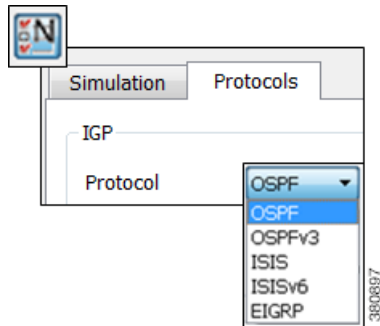 N
Simulation
Protocols
IGP
Protocol
OSPF
OSPF
OSPFv3
ISIS
ISISv6
EIGRP
380897